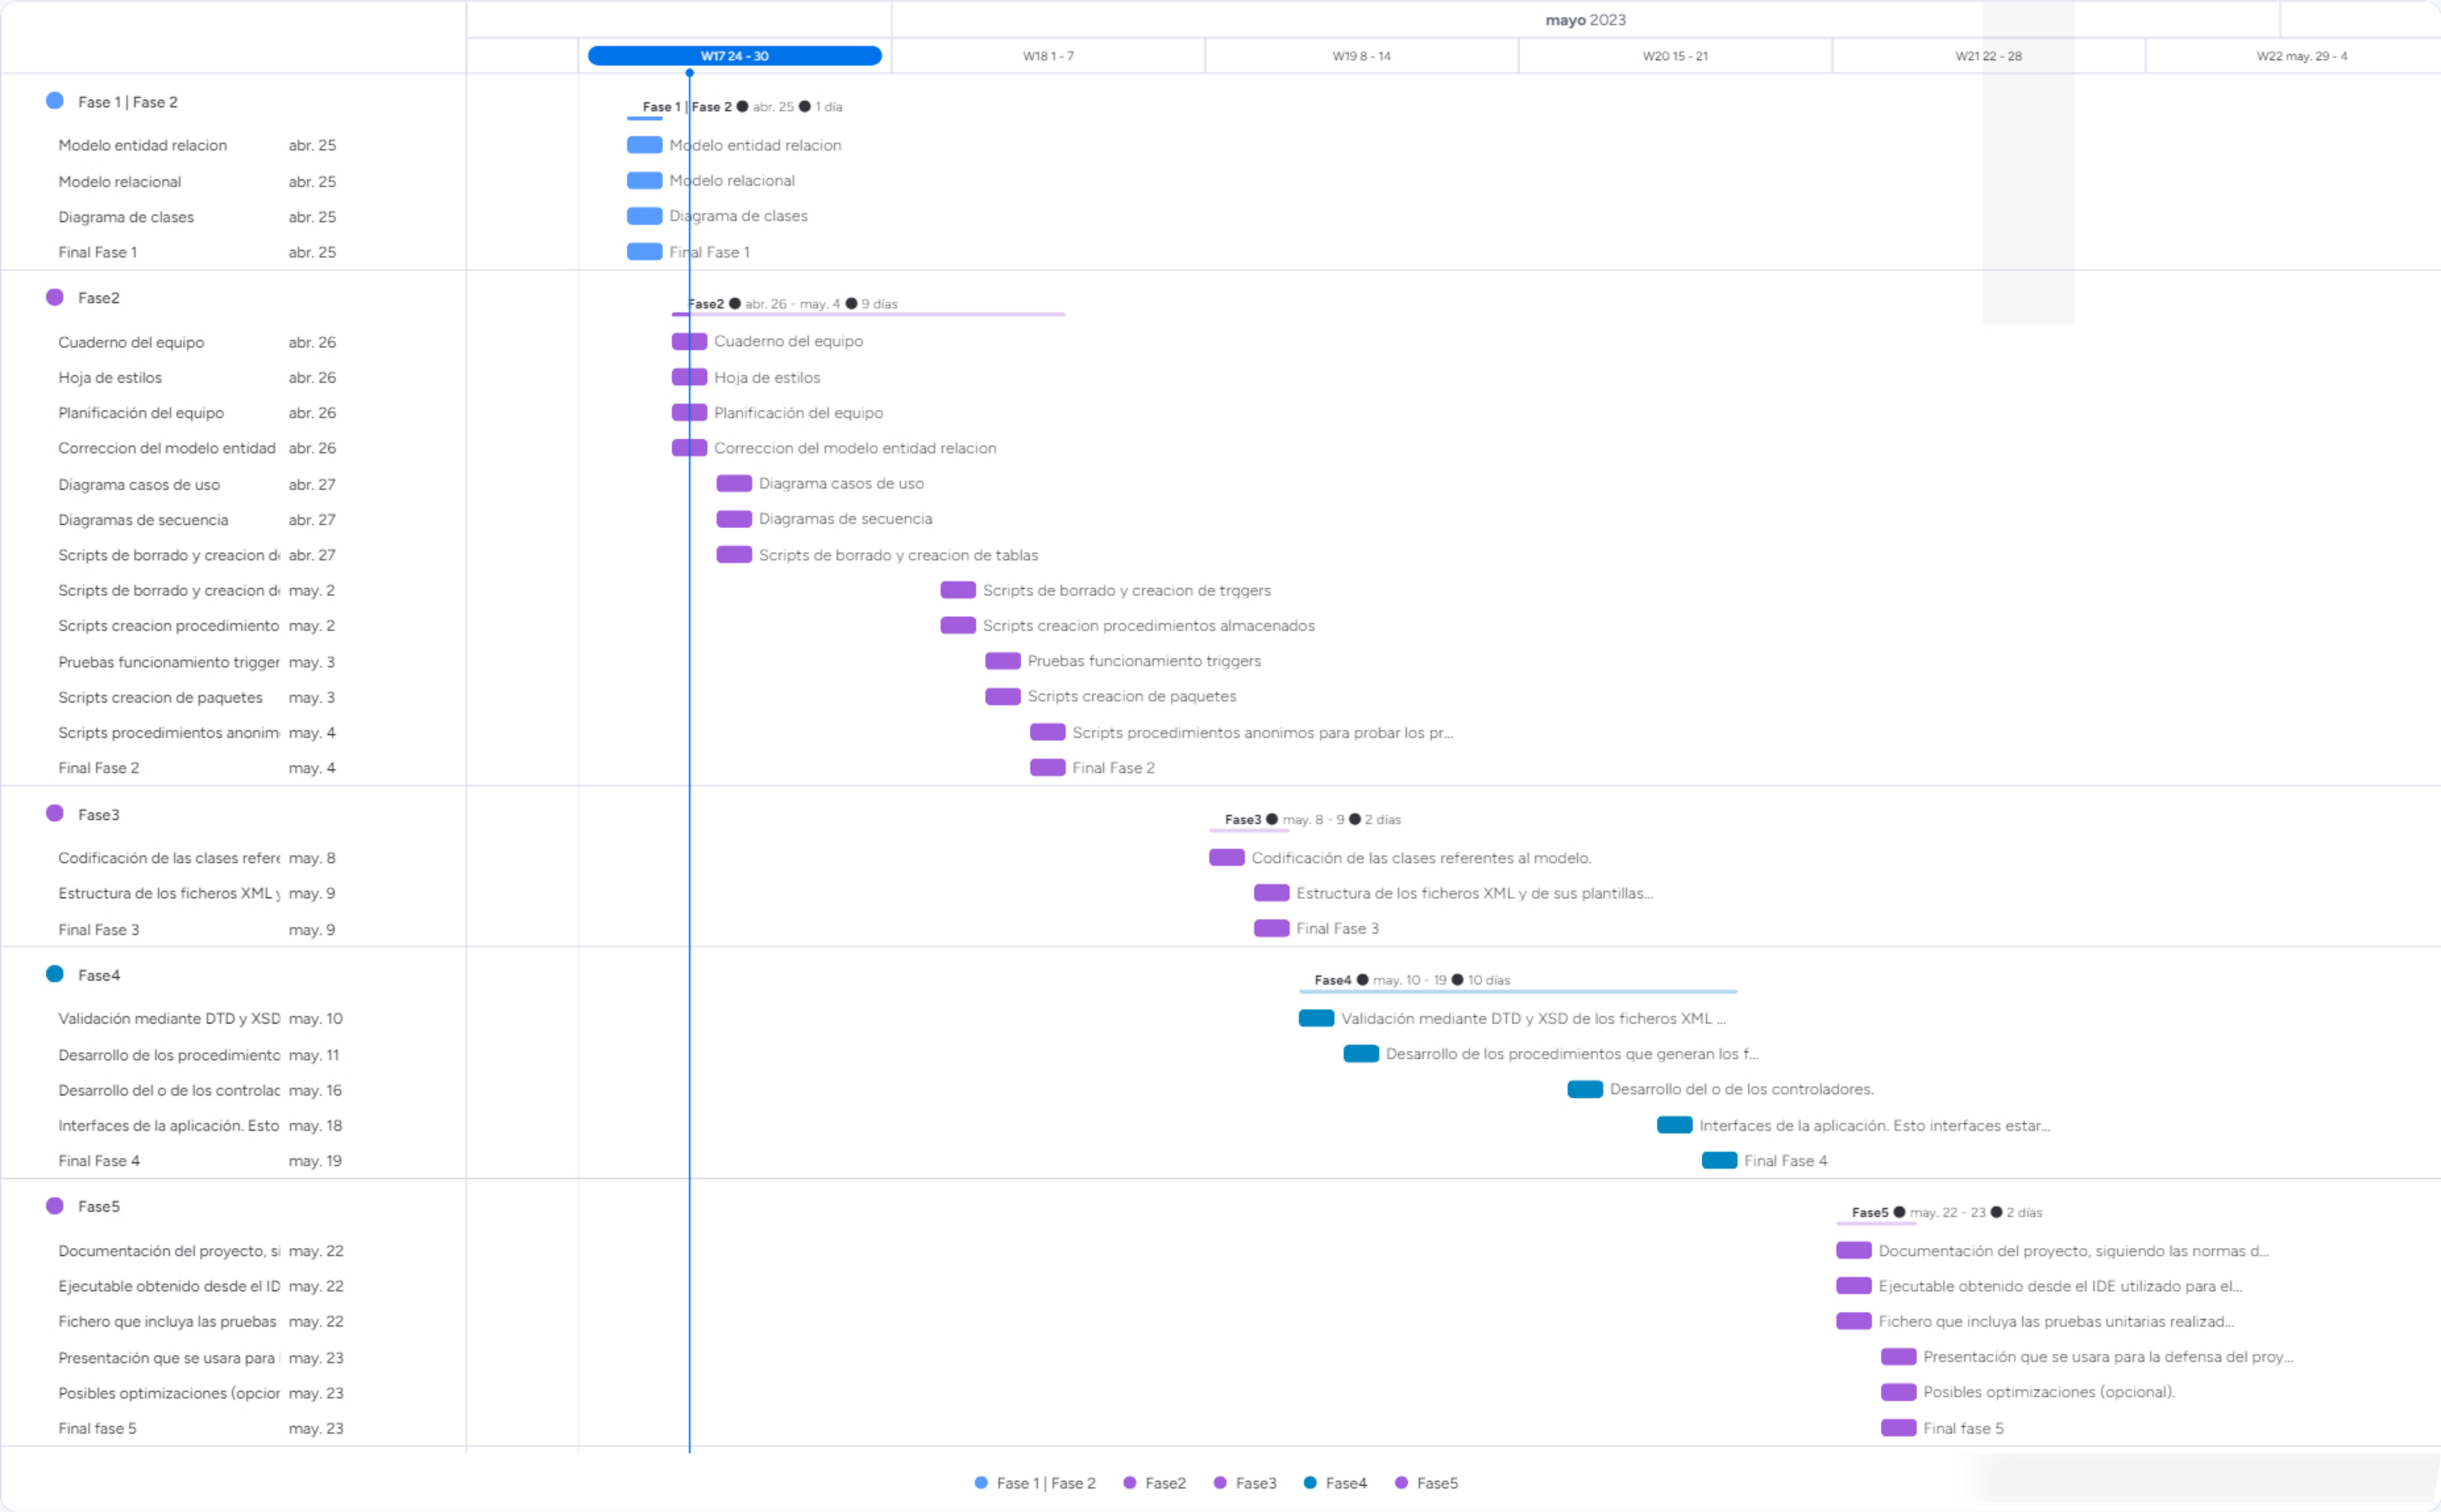 mayo 2023
W17 24 - 30 W18 1 - 7 W19 8 - 14 W20 15 - 21 W21 22 - 28 W22 may. 29 - 4
Fase 1 | Fase 2 Fase 1 | Fase 2 ● abr. 25 ● 1 día
Modelo entidad relacion abr. 25 Modelo entidad relacion
Modelo relacional abr. 25 Modelo relacional
Diagrama de clases abr. 25 Diagrama de clases
Final Fase 1 abr. 25 Final Fase 1
Fase2 Fase2 ● abr. 26 - may. 4 ● 9 días
Cuaderno del equipo abr. 26 Cuaderno del equipo
Hoja de estilos abr. 26 Hoja de estilos
Planificación del equipo abr. 26 Planificación del equipo
Correccion del modelo entidad abr. 26 Correccion del modelo entidad relacion
Diagrama casos de uso abr. 27 Diagrama casos de uso
Diagramas de secuencia abr. 27 Diagramas de secuencia
Scripts de borrado y creacion de abr. 27 Scripts de borrado y creacion de tablas
Scripts de borrado y creacion de may. 2 Scripts de borrado y creacion de trggers
Scripts creacion procedimiento may. 2 Scripts creacion procedimientos almacenados
Pruebas funcionamiento trigger may. 3 Pruebas funcionamiento triggers
Scripts creacion de paquetes may. 3 Scripts creacion de paquetes
Scripts procedimientos anonim may. 4 Scripts procedimientos anonimos para probar los pr...
Final Fase 2 may. 4 Final Fase 2
Fase3 Fase3 ● may. 8 - 9 ● 2 días
Codificación de las clases refere may. 8 Codificación de las clases referentes al modelo.
Estructura de los ficheros XML y may. 9 Estructura de los ficheros XML y de sus plantillas...
Final Fase 3 may. 9 Final Fase 3
Fase4 Fase4 ● may. 10 - 19 ● 10 días
Validación mediante DTD y XSD may. 10 Validación mediante DTD y XSD de los ficheros XML ...
Desarrollo de los procedimiento may. 11 Desarrollo de los procedimientos que generan los f...
Desarrollo del o de los controlac may. 16 Desarrollo del o de los controladores.
Interfaces de la aplicación. Esto may. 18 Interfaces de la aplicación. Esto interfaces estar...
Final Fase 4 may. 19 Final Fase 4
Fase5 Fase5 ● may. 22 - 23 ● 2 días
Documentación del proyecto, si may. 22 Documentación del proyecto, siguiendo las normas d...
Ejecutable obtenido desde el ID may. 22 Ejecutable obtenido desde el IDE utilizado para el...
Fichero que incluya las pruebas may. 22 Fichero que incluya las pruebas unitarias realizad...
Presentación que se usara para may. 23 Presentación que se usara para la defensa del proy...
Posibles optimizaciones (opcior may. 23 Posibles optimizaciones (opcional).
Final fase 5 may. 23 Final fase 5
Fase 1 | Fase 2 Fase2 Fase3 Fase4 Fase5